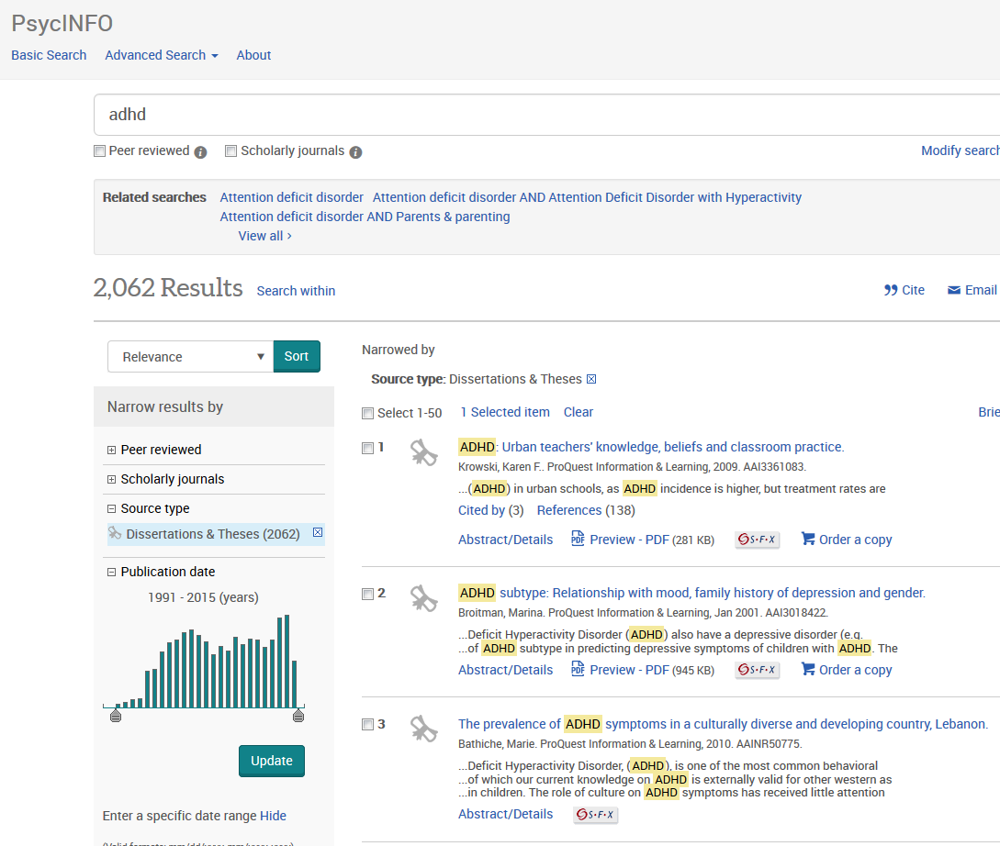 PsycINFO
Basic Search Advanced Search About
adhd
Peer reviewed i Scholarly journals i
Modify search
Related searches Attention deficit disorder Attention deficit disorder AND Attention Deficit Disorder with Hyperactivity
Attention deficit disorder AND Parents & parenting
View all ›
2,062 Results Search within
Cite Email
Relevance Sort
Narrow results by
Peer reviewed
Scholarly journals
Source type
Dissertations & Theses (2062)
Publication date
1991 - 2015 (years)
Update
Enter a specific date range Hide
Narrowed by
Source type: Dissertations & Theses
Select 1-50 1 Selected item Clear
Brie
1 ADHD: Urban teachers' knowledge, beliefs and classroom practice.
Krowski, Karen F.. ProQuest Information & Learning, 2009. AAI3361083.
...(ADHD) in urban schools, as ADHD incidence is higher, but treatment rates are
Cited by (3) References (138)
Abstract/Details PDF Preview - PDF (281 KB) S·F·X Order a copy
2 ADHD subtype: Relationship with mood, family history of depression and gender.
Broitman, Marina. ProQuest Information & Learning, Jan 2001. AAI3018422.
...Deficit Hyperactivity Disorder (ADHD) also have a depressive disorder (e.g.
...of ADHD subtype in predicting depressive symptoms of children with ADHD. The
Abstract/Details PDF Preview - PDF (945 KB) S·F·X Order a copy
3 The prevalence of ADHD symptoms in a culturally diverse and developing country, Lebanon.
Bathiche, Marie. ProQuest Information & Learning, 2010. AAINR50775.
...Deficit Hyperactivity Disorder, (ADHD), is one of the most common behavioral
...of which our current knowledge on ADHD is externally valid for other western as
...in children. The role of culture on ADHD symptoms has received little attention
Abstract/Details S·F·X